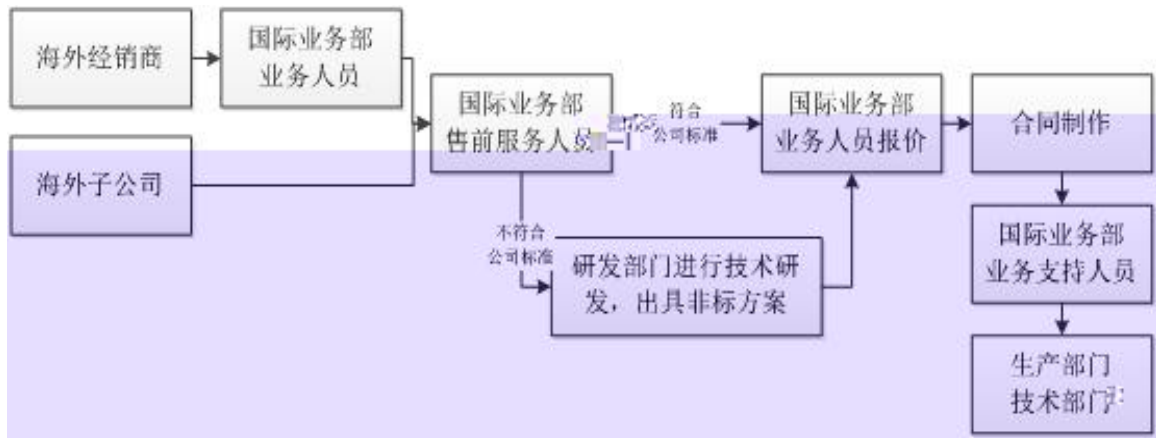 海外经销商
国际业务部
业务人员
海外子公司
国际业务部
售前服务人员
符合
公司标准
不符合
公司标准
研发部门进行技术研
发，出具非标方案
国际业务部
业务人员报价
合同制作
国际业务部
业务支持人员
生产部门
技术部门